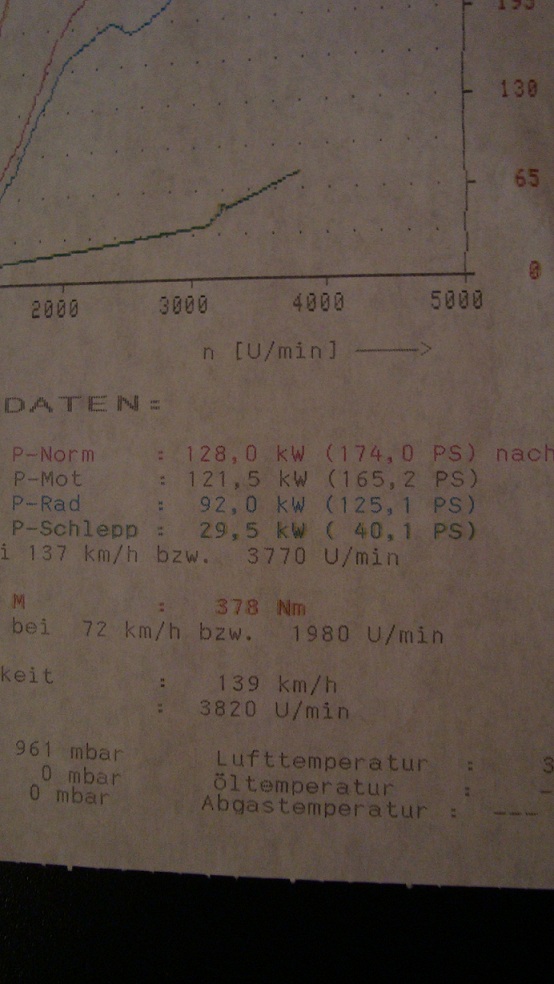 195
130
65
0
2000 3000 4000 5000
n [U/min] ———>
DATEN:
P-Norm : 128,0 kW (174,0 PS) nach
P-Mot : 121,5 kW (165,2 PS)
P-Rad : 92,0 kW (125,1 PS)
P-Schlepp : 29,5 kW ( 40,1 PS)
i 137 km/h bzw. 3770 U/min
M : 378 Nm
bei 72 km/h bzw. 1980 U/min
keit : 139 km/h
: 3820 U/min
961 mbar Lufttemperatur : 3
0 mbar Öltemperatur : -
0 mbar Abgastemperatur : ---